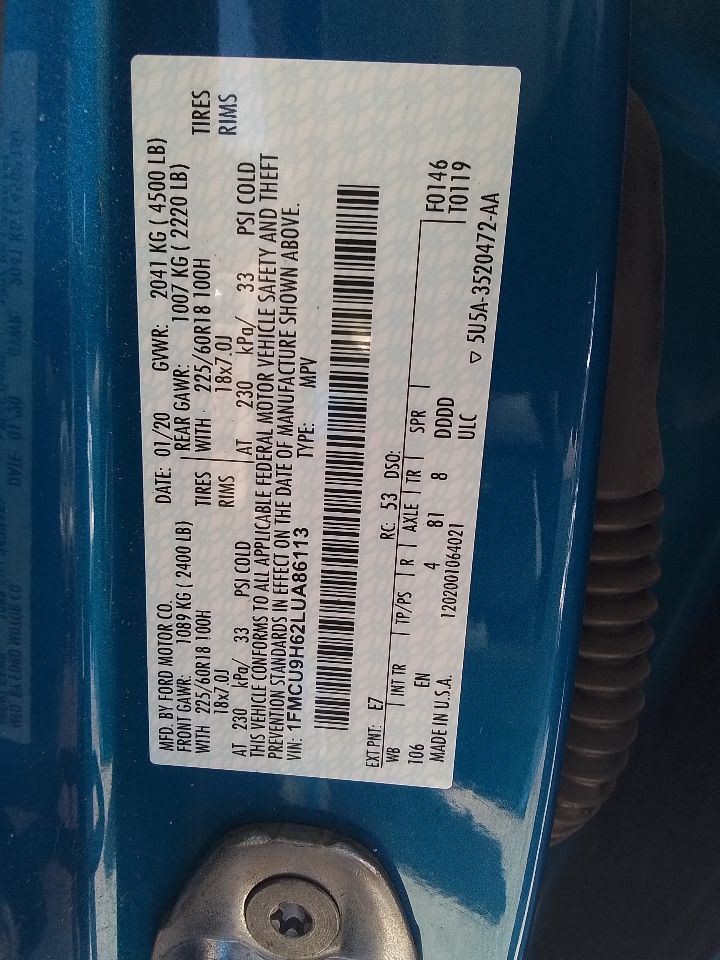 MFD. BY FORD MOTOR CO.
DATE: 01/20 GVWR: 2041 KG ( 4500 LB)
FRONT GAWR: 1089 KG ( 2400 LB) REAR GAWR: 1007 KG ( 2220 LB)
WITH 225/60R18 100H TIRES WITH 225/60R18 100H TIRES
18x7.0J RIMS 18x7.0J RIMS
AT 230 kPa/ 33 PSI COLD AT 230 kPa/ 33 PSI COLD
THIS VEHICLE CONFORMS TO ALL APPLICABLE FEDERAL MOTOR VEHICLE SAFETY AND THEFT
PREVENTION STANDARDS IN EFFECT ON THE DATE OF MANUFACTURE SHOWN ABOVE.
VIN: 1FMCU9H62LUA86113 TYPE: MPV
EXT PNT: E7 RC: 53 DSO: F0146
WB INT TR TP/PS R AXLE TR SPR T0119
106 EN 4 81 8 DDDD
MADE IN U.S.A. 1202001064021 ULC
▽ 5U5A-3520472-AA